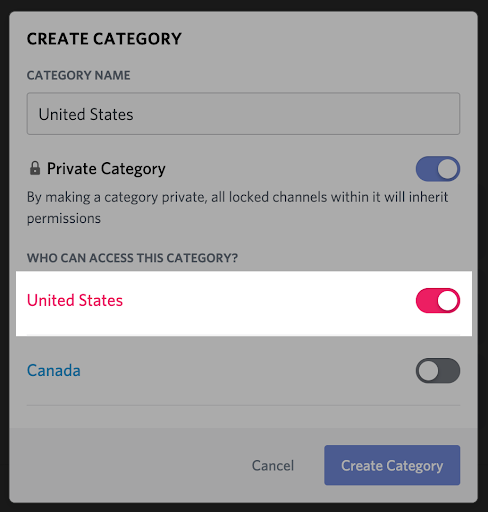 CREATE CATEGORY
CATEGORY NAME
United States
Private Category
By making a category private, all locked channels within it will inherit
permissions
WHO CAN ACCESS THIS CATEGORY?
United States
Canada
Cancel
Create Category